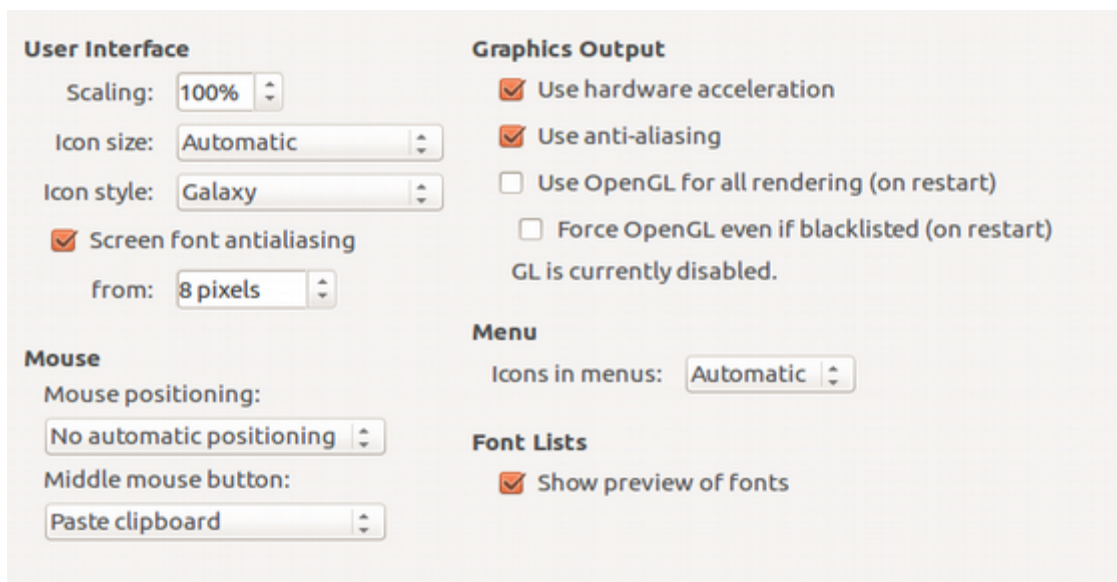 User Interface
Scaling: 100%
Icon size: Automatic
Icon style: Galaxy
Screen font antialiasing
from: 8 pixels
Mouse
Mouse positioning:
No automatic positioning
Middle mouse button:
Paste clipboard
Graphics Output
Use hardware acceleration
Use anti-aliasing
Use OpenGL for all rendering (on restart)
Force OpenGL even if blacklisted (on restart)
GL is currently disabled.
Menu
Icons in menus: Automatic
Font Lists
Show preview of fonts